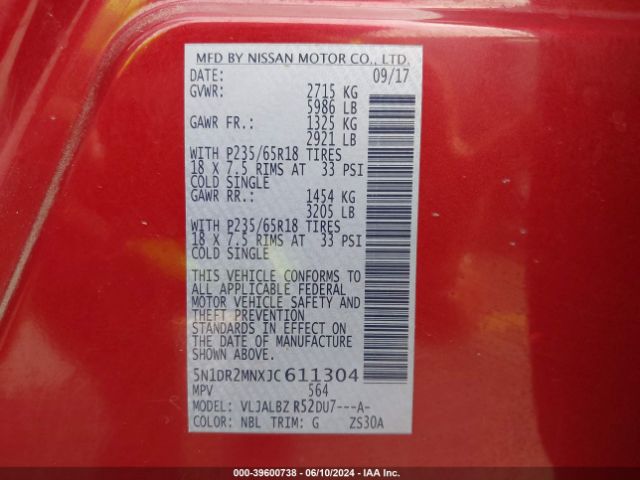 MFD BY NISSAN MOTOR CO., LTD.
DATE: 09/17
GVWR: 2715 KG
5986 LB
GAWR FR.: 1325 KG
2921 LB
WITH P235/65R18 TIRES
18 X 7.5 RIMS AT 33 PSI
COLD SINGLE
GAWR RR.: 1454 KG
3205 LB
WITH P235/65R18 TIRES
18 X 7.5 RIMS AT 33 PSI
COLD SINGLE
THIS VEHICLE CONFORMS TO
ALL APPLICABLE FEDERAL
MOTOR VEHICLE SAFETY AND
THEFT PREVENTION
STANDARDS IN EFFECT ON
THE DATE OF MANUFACTURE
SHOWN ABOVE.
5N1DR2MNXJC611304
MPV 564
MODEL: VLJALBZ R52DU7---A-
COLOR: NBL TRIM: G ZS30A
000-39600738 - 06/10/2024 - IAA Inc.